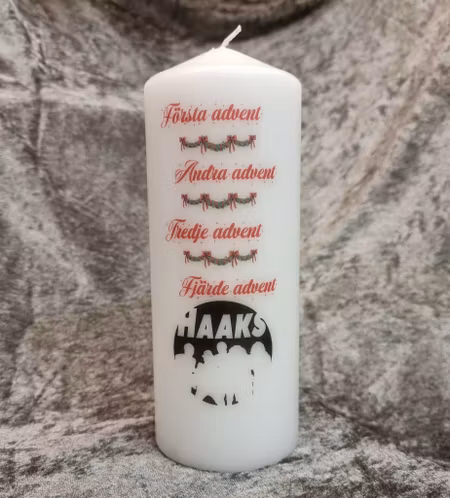 Första advent
Andra advent
Tredje advent
Fjärde advent
HAAKS